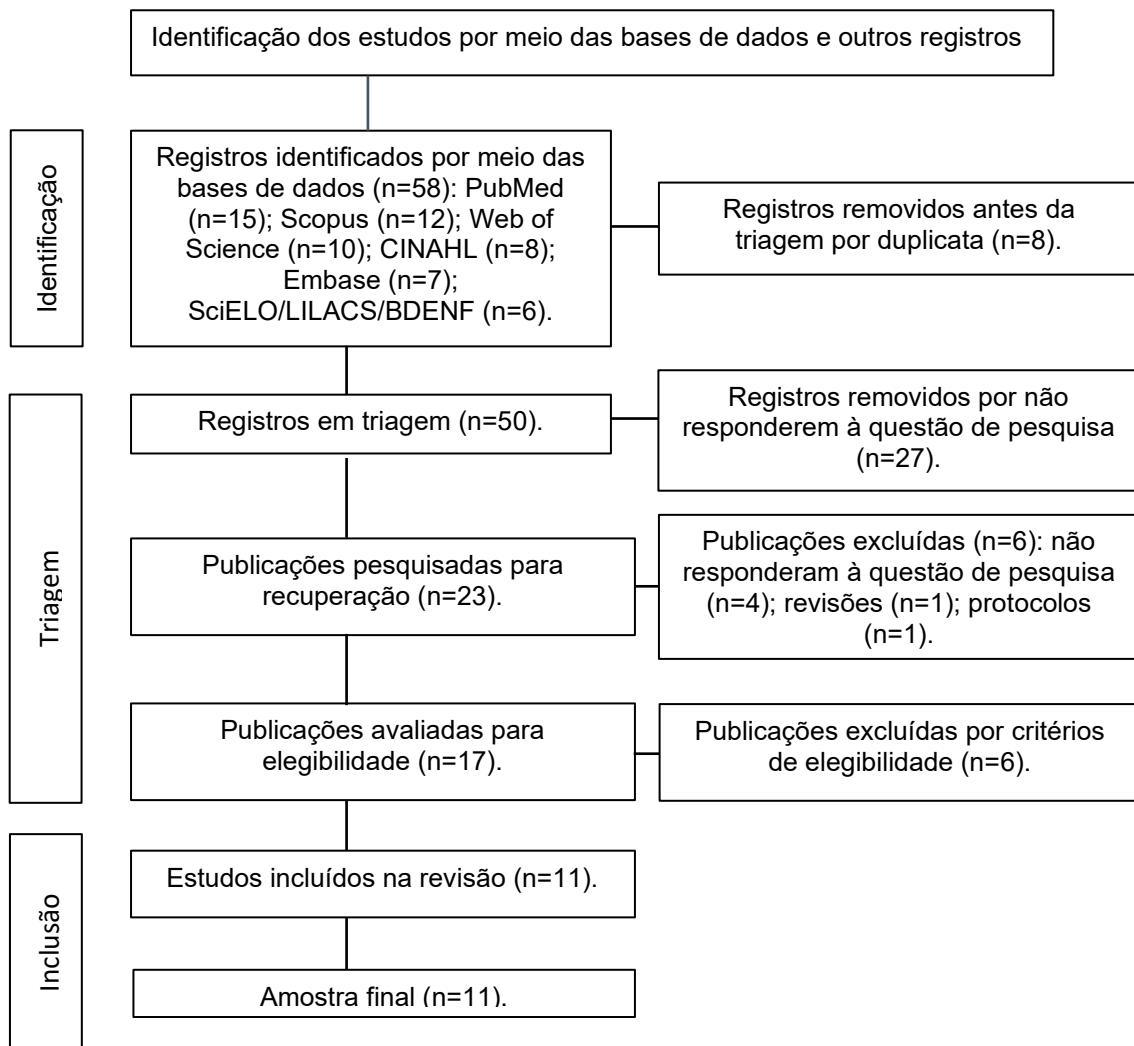 Identificação dos estudos por meio das bases de dados e outros registros
Identificação
Registros identificados por meio das
bases de dados (n=58): PubMed
(n=15); Scopus (n=12); Web of
Science (n=10); CINAHL (n=8);
Embase (n=7);
SciELO/LILACS/BDENF (n=6).
Registros removidos antes da
triagem por duplicata (n=8).
Triagem
Registros em triagem (n=50).
Registros removidos por não
responderem à questão de pesquisa
(n=27).
Publicações pesquisadas para
recuperação (n=23).
Publicações excluídas (n=6): não
responderam à questão de pesquisa
(n=4); revisões (n=1); protocolos
(n=1).
Publicações avaliadas para
elegibilidade (n=17).
Publicações excluídas por critérios
de elegibilidade (n=6).
Inclusão
Estudos incluídos na revisão (n=11).
Amostra final (n=11).